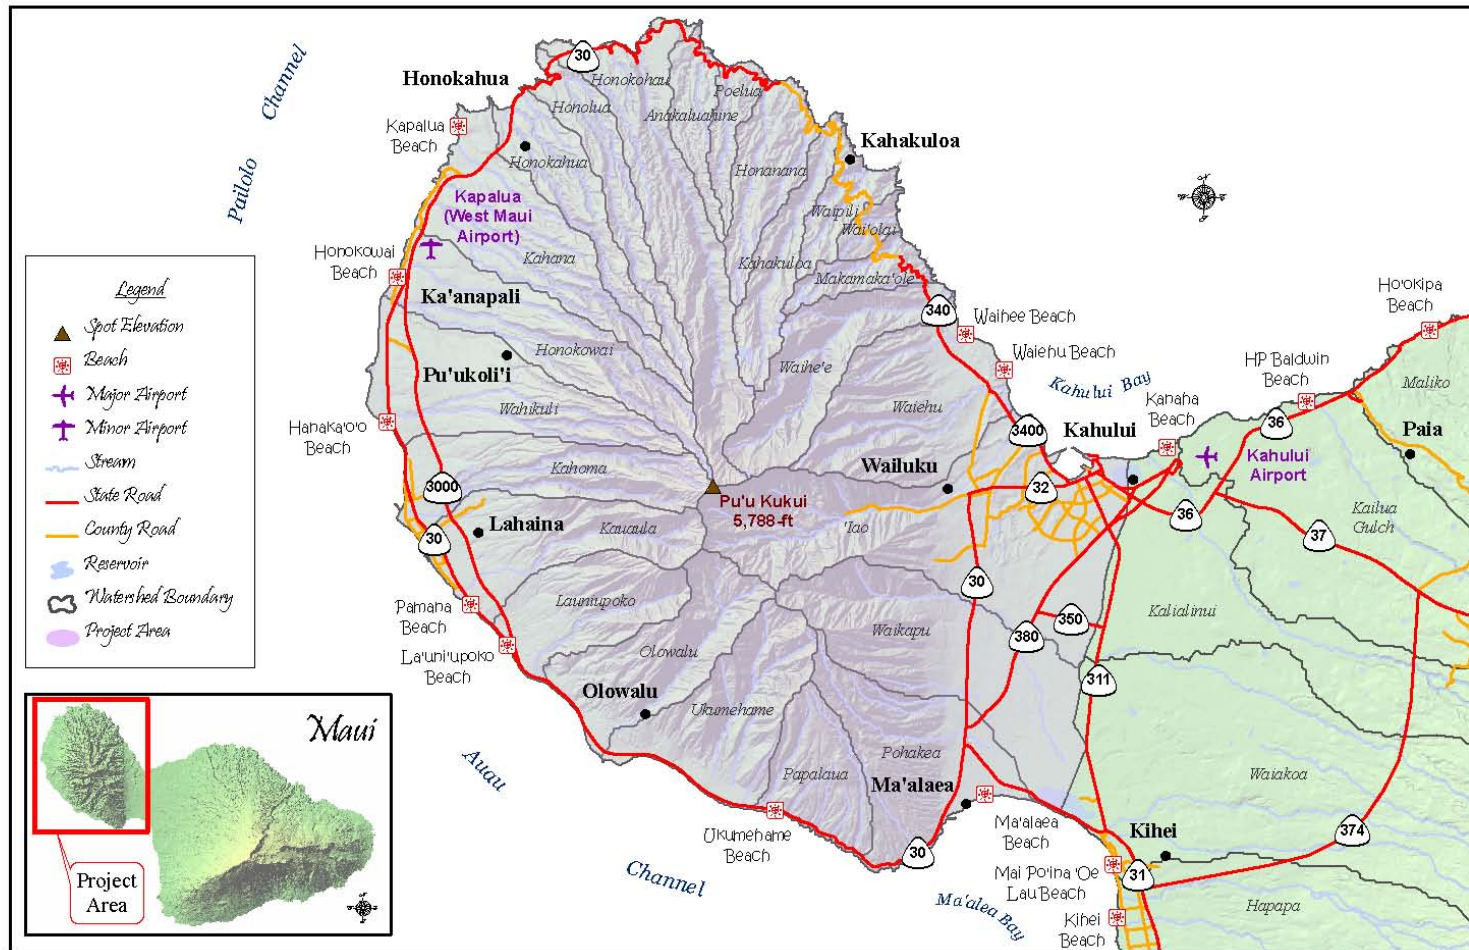 Pailolo Channel
Honokahua
30
Honokohau
Poelua
Honolua
Anakaluahine
Kapalua
Beach
Honokahua
Kahakuloa
Honanana
Kapalua
(West Maui
Airport)
Waipili
Wai'olai
Honokowai
Beach
Kahana
Kahakuloa
Makamaka'ole
Ka'anapali
340
Waihee Beach
Ho'okipa
Beach
Legend
Spot Elevation
Beach
Major Airport
Minor Airport
Stream
State Road
County Road
Reservoir
Watershed Boundary
Project Area
Honokowai
Waihe'e
Waiehu Beach
Pu'ukoli'i
Kahului Bay
HP Baldwin
Beach
Maliko
Wahikuli
Waiehu
Kanaha
Beach
Hanaka'o'o
Beach
3400
Kahului
36
Paia
Kahoma
Wailuku
Kahului
Airport
3000
Pu'u Kukui
5,788-ft
32
36
Kailua
Gulch
Lahaina
Kauaula
'Iao
37
30
30
Launiupoko
Pamana
Beach
Waikapu
350
380
Kalialinui
La'uni'upoko
Beach
Olowalu
311
Olowalu
Ukumehame
Pohakea
Auau
Channel
Papalaua
Ma'alaea
Waiakoa
Ukumehame
Beach
Ma'alaea
Beach
Kihei
374
30
Mai Po'ina 'Oe
Lau Beach
31
Ma'alea Bay
Kihei
Beach
Hapapa
Maui
Project
Area